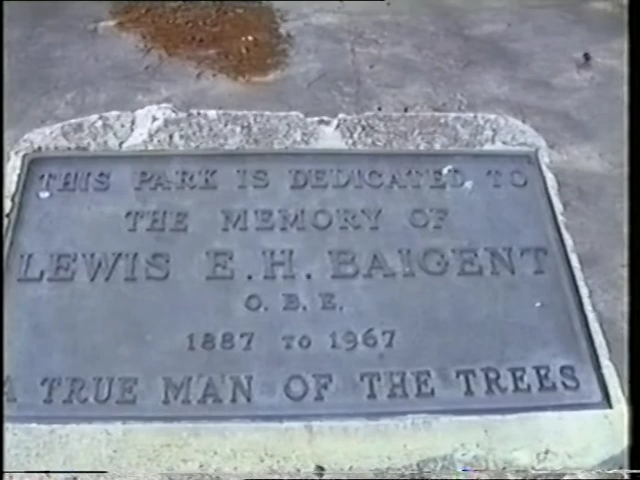 THIS PARK IS DEDICATED TO
THE MEMORY OF
LEWIS E.H. BAIGENT
O.B.E.
1887 TO 1967
A TRUE MAN OF THE TREES